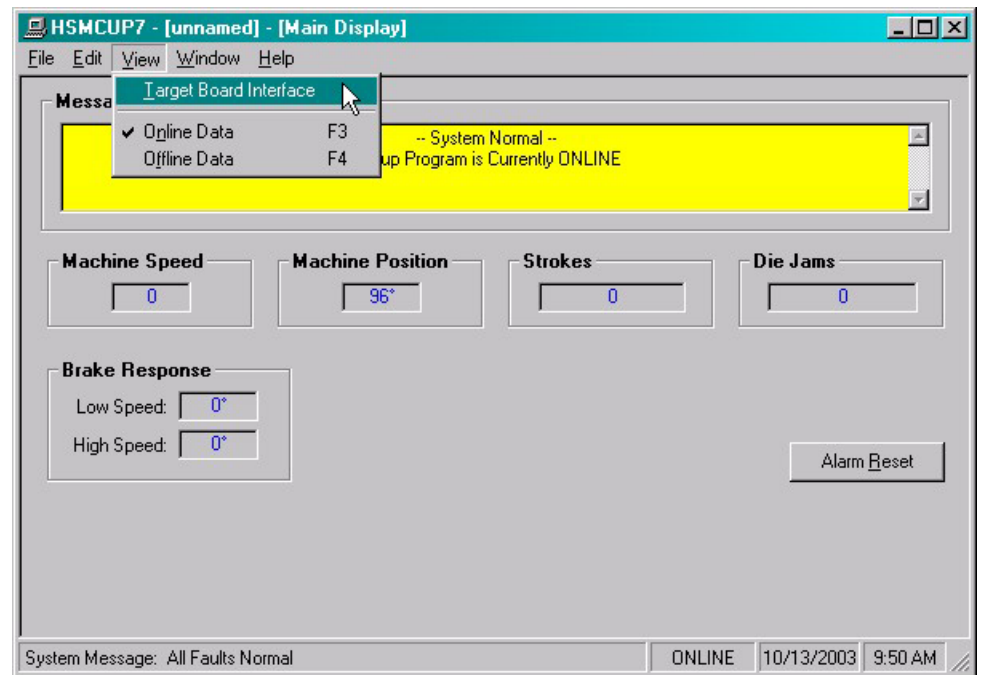 HSMCUP7 - [unnamed] - [Main Display]
File Edit View Window Help
Target Board Interface
Messa
Online Data F3
Offline Data F4
-- System Normal --
up Program is Currently ONLINE
Machine Speed
0
Machine Position
96°
Strokes
0
Die Jams
0
Brake Response
Low Speed: 0°
High Speed: 0°
Alarm Reset
System Message: All Faults Normal
ONLINE
10/13/2003
9:50 AM